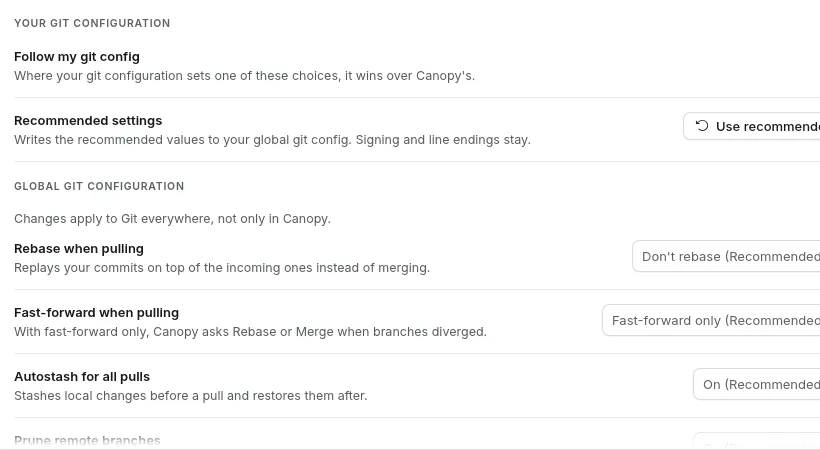 YOUR GIT CONFIGURATION
Follow my git config
Where your git configuration sets one of these choices, it wins over Canopy's.
Recommended settings
Writes the recommended values to your global git config. Signing and line endings stay.
Use recommende
GLOBAL GIT CONFIGURATION
Changes apply to Git everywhere, not only in Canopy.
Rebase when pulling
Replays your commits on top of the incoming ones instead of merging.
Don't rebase (Recommended
Fast-forward when pulling
With fast-forward only, Canopy asks Rebase or Merge when branches diverged.
Fast-forward only (Recommended
Autostash for all pulls
Stashes local changes before a pull and restores them after.
On (Recommended
Prune remote branches